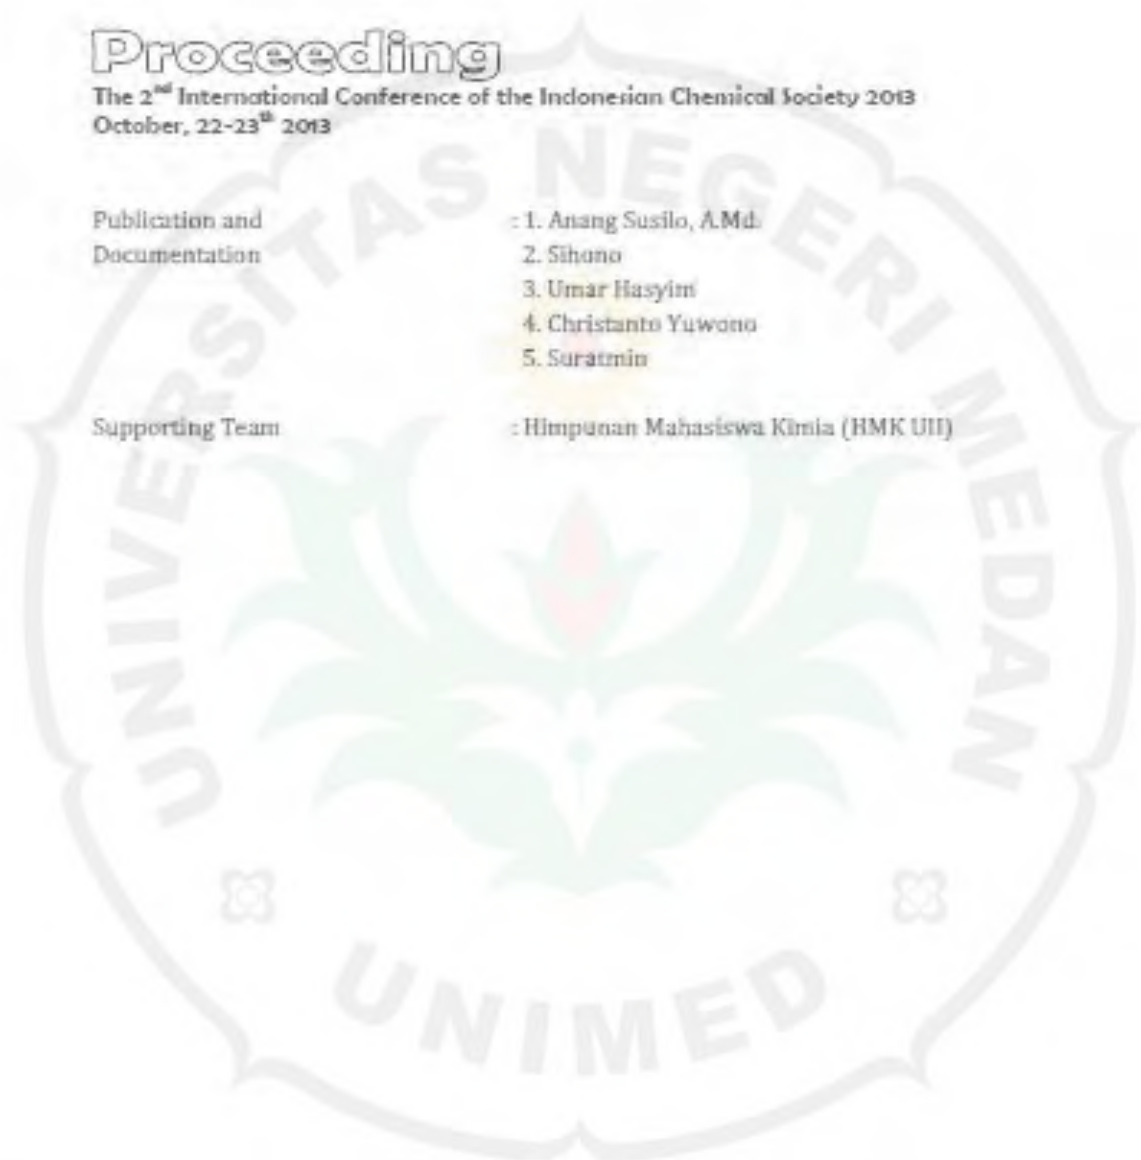 Proceeding
The 2nd International Conference of the Indonesian Chemical Society 2013
October, 22-23th 2013
Publication and : 1. Anang Susilo, A.Md.
Documentation 2. Sihono
3. Umar Hasyim
4. Christanto Yuwono
5. Suratmin
Supporting Team : Himpunan Mahasiswa Kimia (HMK UII)
UNIVERSITAS NEGERI MEDAN
UNIMED